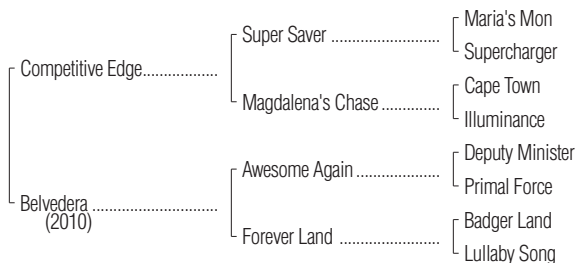 Maria's Mon
Super Saver ..........................
Supercharger
Competitive Edge..................
Cape Town
Magdalena's Chase ..............
Illuminance
Deputy Minister
Awesome Again ....................
Primal Force
Belvedera ..............................
(2010)
Badger Land
Forever Land ........................
Lullaby Song